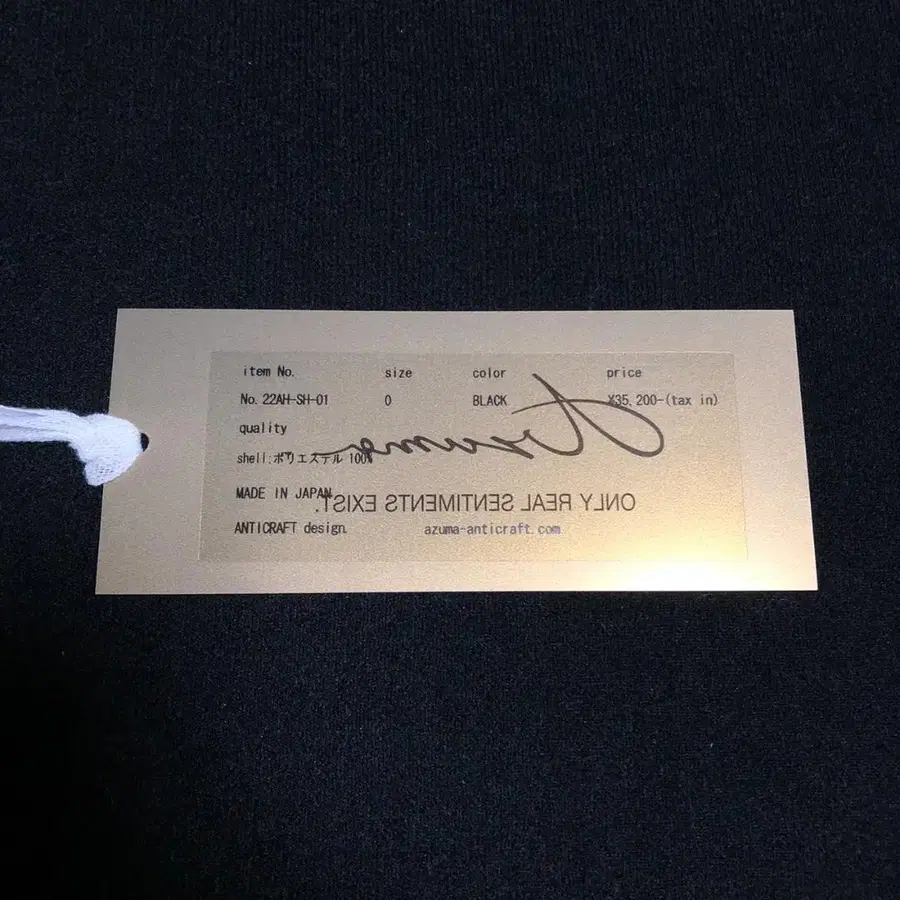 item No. size color price
No. 22AH-SH-01 0 BLACK ¥35,200-(tax in)
quality
Azuma
shell:ポリエステル 100%
MADE IN JAPAN
ONLY REAL SENTIMENTS EXIST.
ANTICRAFT design. azuma-anticraft.com